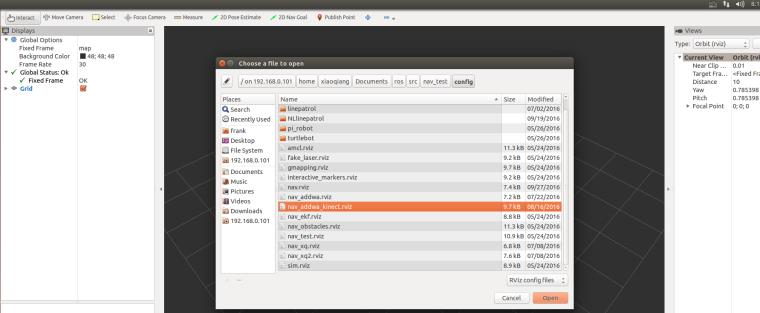 8:1
Interact Move Camera Select Focus Camera Measure 2D Pose Estimate 2D Nav Goal Publish Point
Displays
Global Options
Fixed Frame map
Background Color 48; 48; 48
Frame Rate 30
Global Status: Ok
Fixed Frame OK
Grid
Choose a file to open
/ on 192.168.0.101 home xiaoqiang Documents ros src nav_test config
Places
Search
Recently Used
frank
Desktop
File System
192.168.0.101
Documents
Music
Pictures
Videos
Downloads
192.168.0.101
Name Size Modified
linepatrol 07/02/2016
NLlinepatrol 09/19/2016
pi_robot 05/26/2016
turtlebot 05/26/2016
amcl.rviz 11.3 kB 05/24/2016
fake_laser.rviz 9.2 kB 05/24/2016
gmapping.rviz 9.7 kB 05/24/2016
interactive_markers.rviz 9.2 kB 05/24/2016
nav.rviz 7.4 kB 09/27/2016
nav_addwa.rviz 7.2 kB 07/22/2016
nav_addwa_kinect.rviz 9.7 kB 08/16/2016
nav_ekf.rviz 8.8 kB 05/24/2016
nav_obstacles.rviz 11.3 kB 05/24/2016
nav_test.rviz 10.9 kB 05/24/2016
nav_xq.rviz 6.8 kB 07/08/2016
nav_xq2.rviz 7.6 kB 07/08/2016
sim.rviz 8.9 kB 05/24/2016
RViz config files
Cancel Open
Views
Type: Orbit (rviz)
Current View Orbit (rvi
Near Clip ... 0.01
Target Fra... <Fixed Fra
Distance 10
Yaw 0.785398
Pitch 0.785398
Focal Point 0; 0; 0